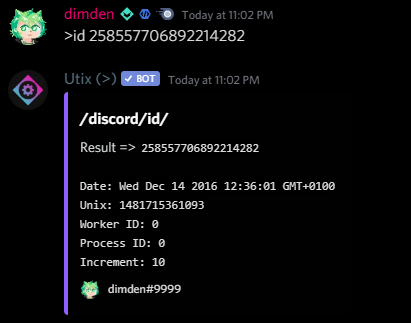 dimden Today at 11:02 PM
>id 258557706892214282
Utix (>) ✓ BOT Today at 11:02 PM
/discord/id/
Result => 258557706892214282
Date: Wed Dec 14 2016 12:36:01 GMT+0100
Unix: 1481715361093
Worker ID: 0
Process ID: 0
Increment: 10
dimden#9999